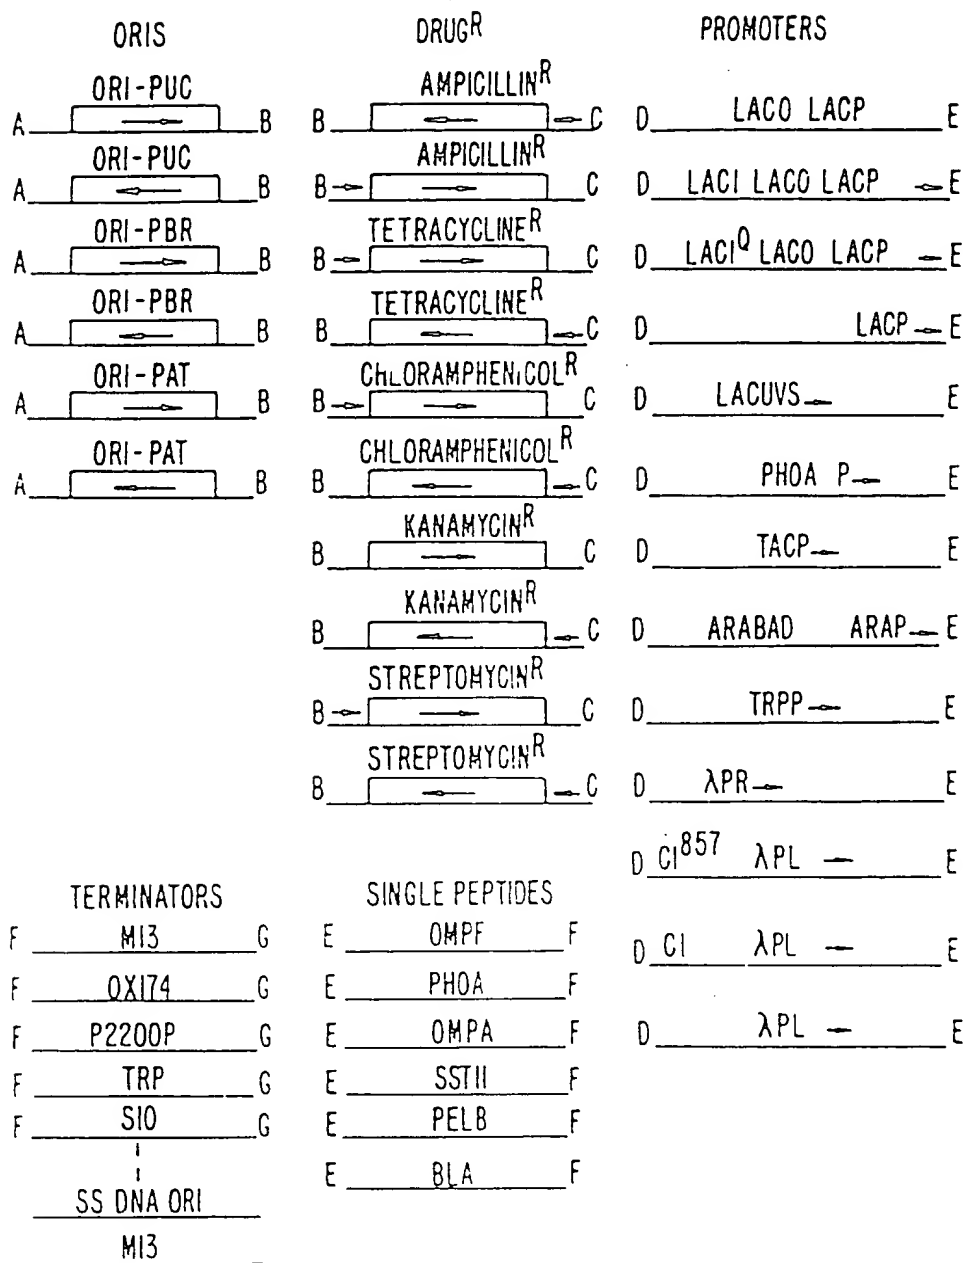 ORIS
ORI-PUC
A B
ORI-PUC
A B
ORI-PBR
A B
ORI-PBR
A B
ORI-PAT
A B
ORI-PAT
A B
DRUGR
AMPICILLINR
B C
AMPICILLINR
B C
TETRACYCLINER
B C
TETRACYCLINER
B C
CHLORAMPHENICOLR
B C
CHLORAMPHENICOLR
B C
KANAMYCINR
B C
KANAMYCINR
B C
STREPTOMYCINR
B C
STREPTOMYCINR
B C
PROMOTERS
D LACO LACP E
D LACI LACO LACP E
D LACIQ LACO LACP E
D LACP E
D LACUVS E
D PHOA P E
D TACP E
D ARABAD ARAP E
D TRPP E
D λPR E
D CI857 λPL E
D CI λPL E
D λPL E
TERMINATORS
F M13 G
F OX174 G
F P2200P G
F TRP G
F S10 G
SS DNA ORI
M13
SINGLE PEPTIDES
E OMPF F
E PHOA F
E OMPA F
E SSTII F
E PELB F
E BLA F